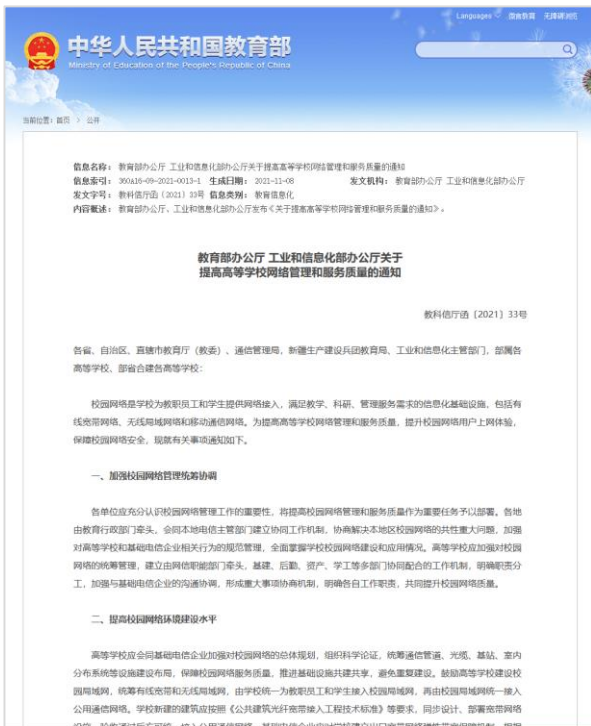 Languages
微言教育 无障碍浏览
中华人民共和国教育部
Ministry of Education of the People's Republic of China
当前位置: 首页 > 公开
信息名称: 教育部办公厅 工业和信息化部办公厅关于提高高等学校网络管理和服务质量的通知
信息索引: 360A16-09-2021-0013-1 生成日期: 2021-11-08 发文机构: 教育部办公厅 工业和信息化部办公厅
发文字号: 教科信厅函〔2021〕33号 信息类别: 教育信息化
内容概述: 教育部办公厅、工业和信息化部办公厅发布《关于提高高等学校网络管理和服务质量的通知》。
教育部办公厅 工业和信息化部办公厅关于
提高高等学校网络管理和服务质量的通知
教科信厅函〔2021〕33号
各省、自治区、直辖市教育厅（教委）、通信管理局，新疆生产建设兵团教育局、工业和信息化主管部门，部属各
高等学校、部省合建各高等学校：
校园网络是学校为教职员工和学生提供网络接入，满足教学、科研、管理服务需求的信息化基础设施，包括有
线宽带网络、无线局域网络和移动通信网络。为提高高等学校网络管理和服务质量，提升校园网络用户上网体验，
保障校园网络安全，现就有关事项通知如下。
一、加强校园网络管理统筹协调
各单位应充分认识校园网络管理工作的重要性，将提高校园网络管理和服务质量作为重要任务予以部署。各地
由教育行政部门牵头，会同本地电信主管部门建立协同工作机制，协商解决本地区校园网络的共性重大问题，加强
对高等学校和基础电信企业相关行为的规范管理，全面掌握学校校园网络建设和应用情况。高等学校应加强对校园
网络的统筹管理，建立由网信职能部门牵头，基建、后勤、资产、学工等多部门协同配合的工作机制，明确职责分
工，加强与基础电信企业的沟通协调，形成重大事项协商机制，明确各自工作职责，共同提升校园网络质量。
二、提高校园网络环境建设水平
高等学校应会同基础电信企业加强对校园网络的总体规划，组织科学论证，统筹通信管道、光缆、基站、室内
分布系统等设施建设布局，保障校园网络服务质量，推进基础设施共建共享，避免重复建设。鼓励高等学校建设校
园局域网，统筹有线宽带和无线局域网，由学校统一为教职员工和学生接入校园局域网，再由校园局域网统一接入
公用通信网络。学校新建的建筑应按照《公共建筑光纤宽带接入工程技术标准》等要求，同步设计、部署宽带网络